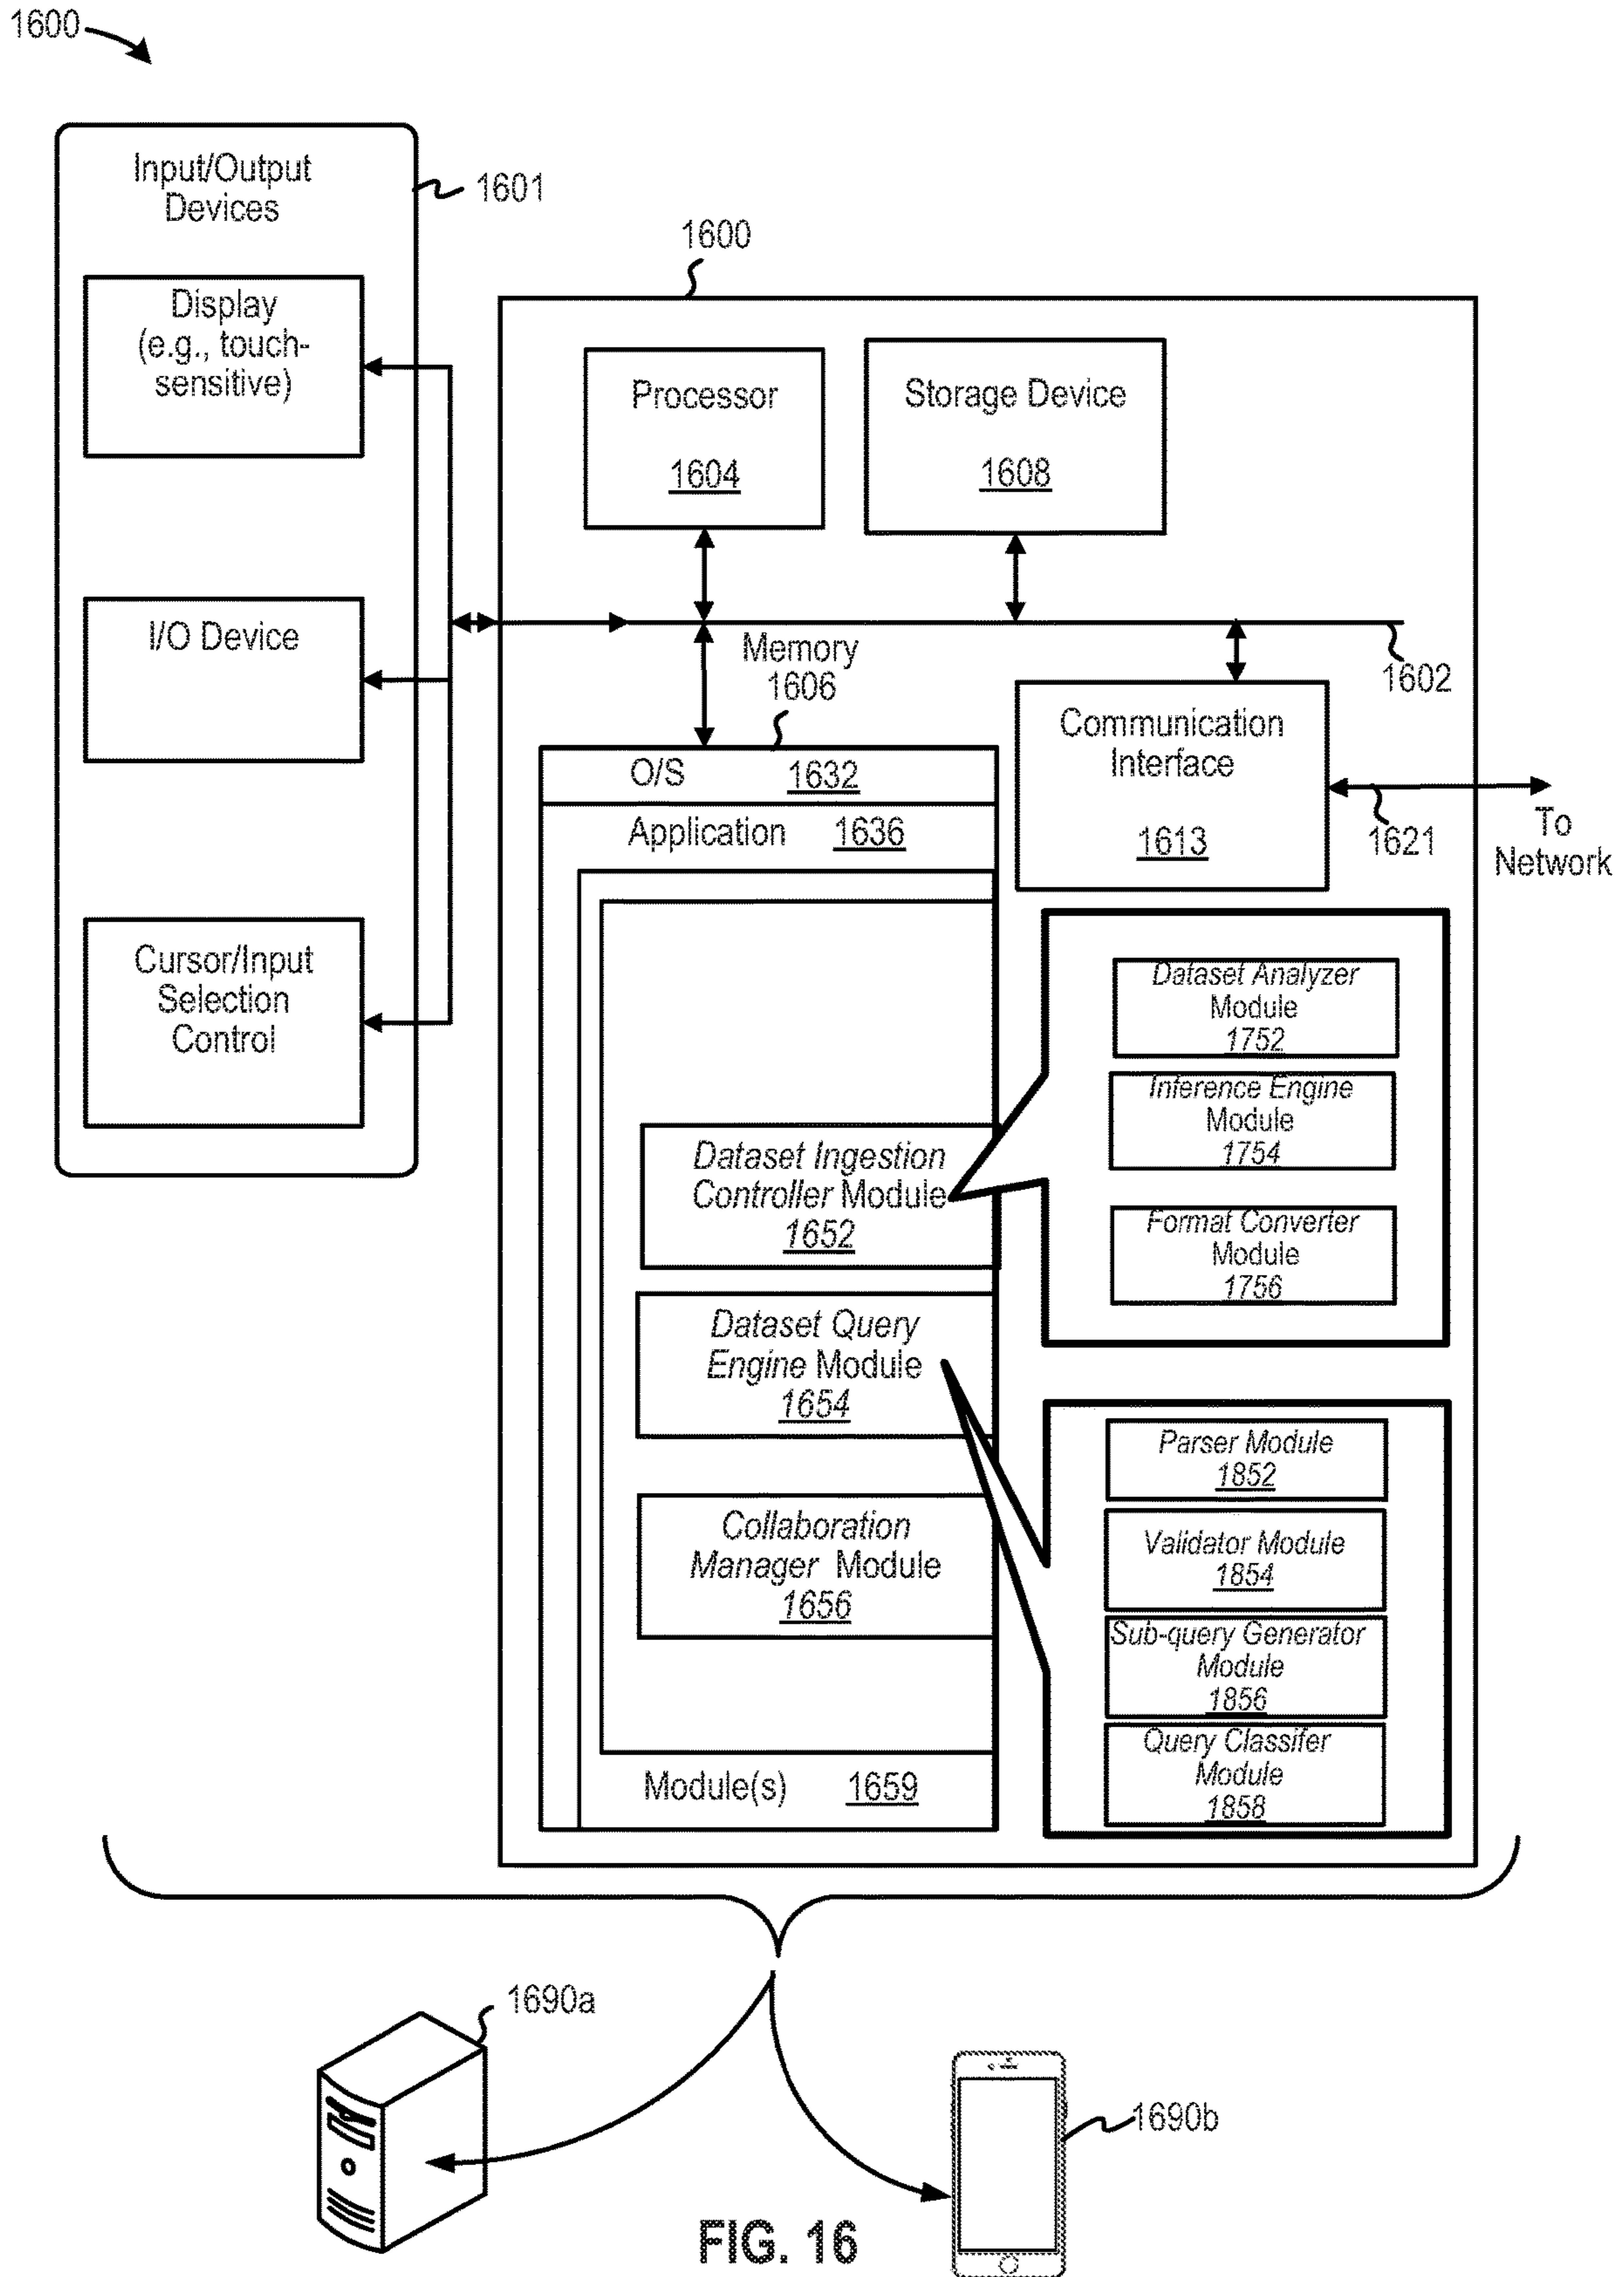 1600
Input/Output
Devices
1601
Display
(e.g., touch-
sensitive)
I/O Device
Cursor/Input
Selection
Control
1600
Processor
1604
Storage Device
1608
Memory
1606
1602
Communication
Interface
1613
1621
To
Network
O/S 1632
Application 1636
Dataset Ingestion
Controller Module
1652
Dataset Query
Engine Module
1654
Collaboration
Manager Module
1656
Module(s) 1659
Dataset Analyzer
Module
1752
Inference Engine
Module
1754
Format Converter
Module
1756
Parser Module
1852
Validator Module
1854
Sub-query Generator
Module
1856
Query Classifer
Module
1858
1690a
1690b
FIG. 16